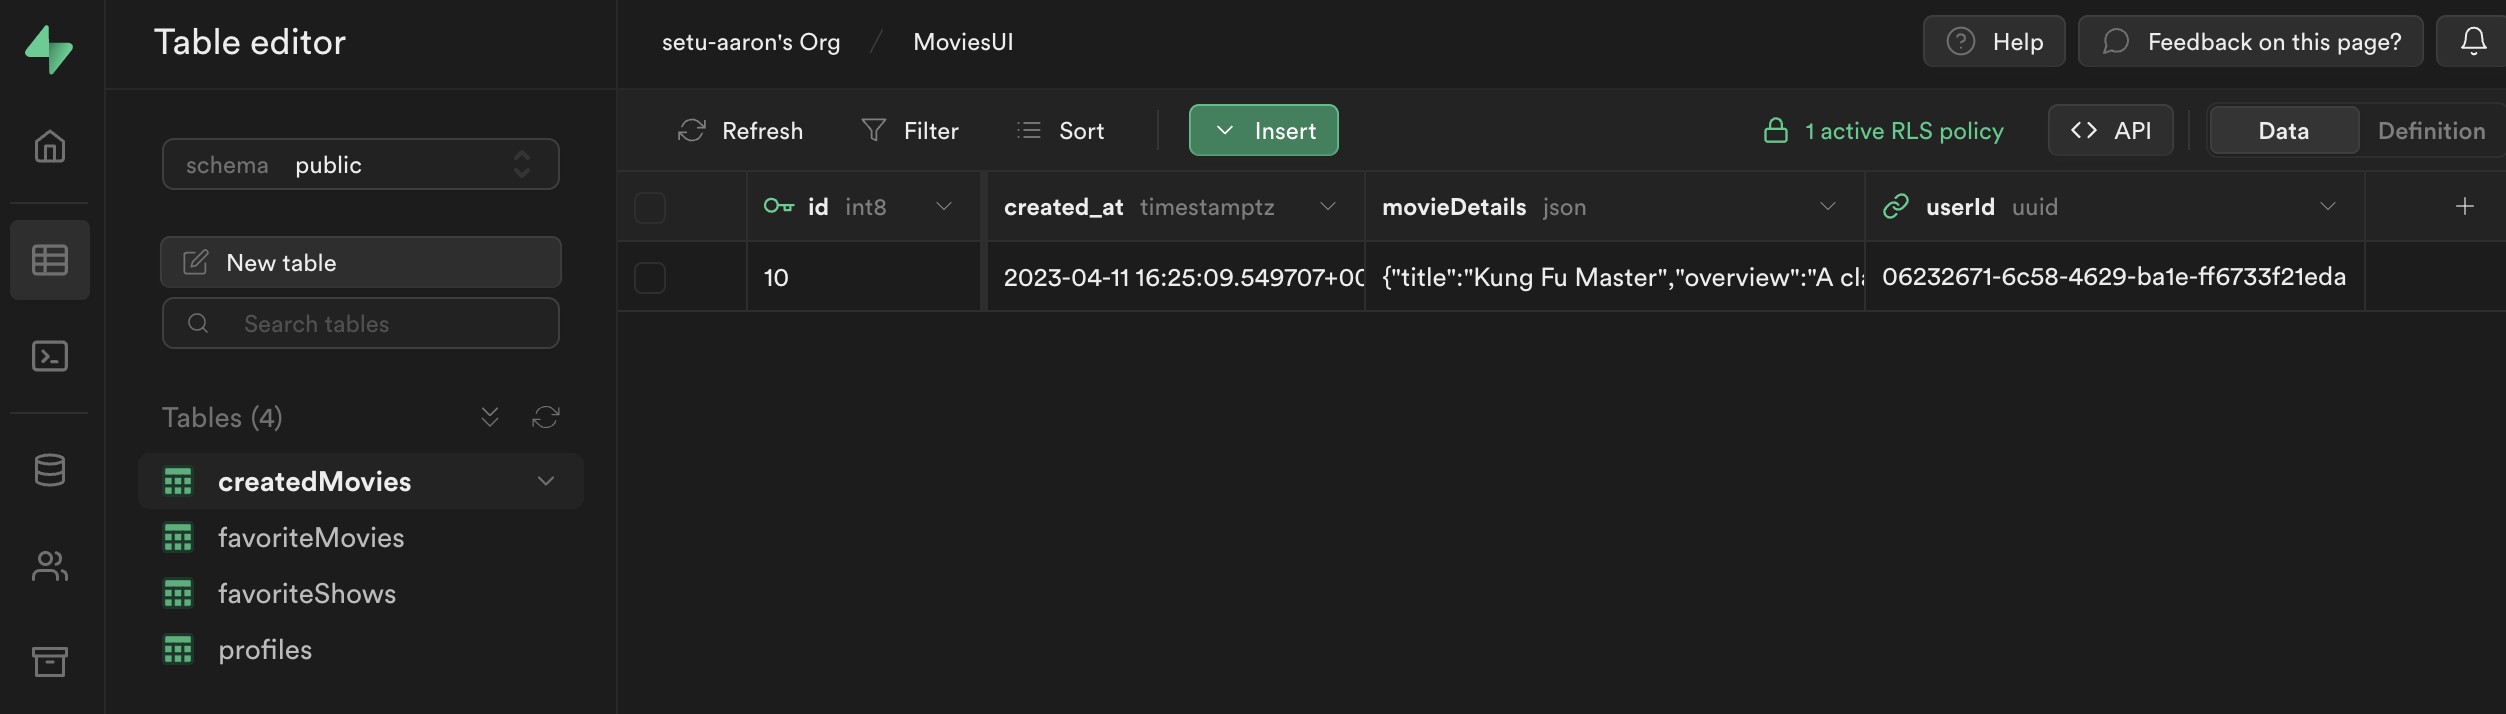 Table editor
setu-aaron's Org / MoviesUI
Help
Feedback on this page?
schema public
New table
Search tables
Tables (4)
createdMovies
favoriteMovies
favoriteShows
profiles
Refresh
Filter
Sort
Insert
1 active RLS policy
<> API
Data
Definition
id int8
created_at timestamptz
movieDetails json
userId uuid
+
10
2023-04-11 16:25:09.549707+00
{"title":"Kung Fu Master","overview":"A cla
06232671-6c58-4629-ba1e-ff6733f21eda